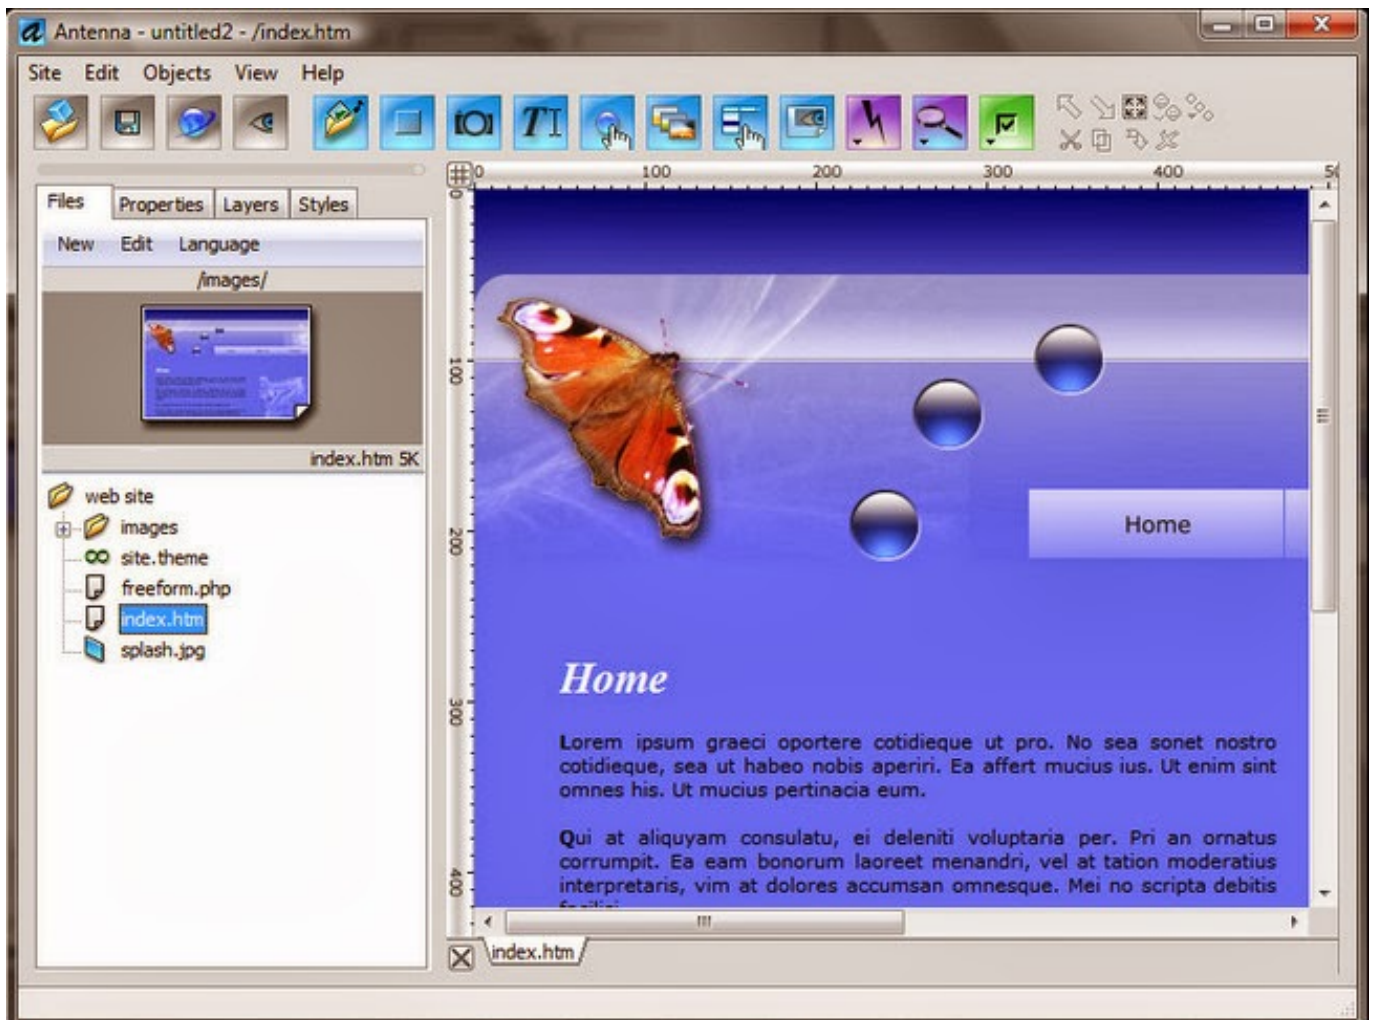 Antenna - untitled2 - /index.htm
Site Edit Objects View Help
Files Properties Layers Styles
New Edit Language
/images/
index.htm 5K
web site
images
site.theme
freeform.php
index.htm
splash.jpg
0 100 200 300 400
0
100
200
300
400
Home
Home
Lorem ipsum graeci oportere cotidieque ut pro. No sea sonet nostro
cotidieque, sea ut habeo nobis aperiri. Ea affert mucius ius. Ut enim sint
omnes his. Ut mucius pertinacia eum.
Qui at aliquyam consulatu, ei deleniti voluptaria per. Pri an ornatus
corrumpit. Ea eam bonorum laoreet menandri, vel at tation moderatius
interpretaris, vim at dolores accumsan omnesque. Mei no scripta debitis
index.htm